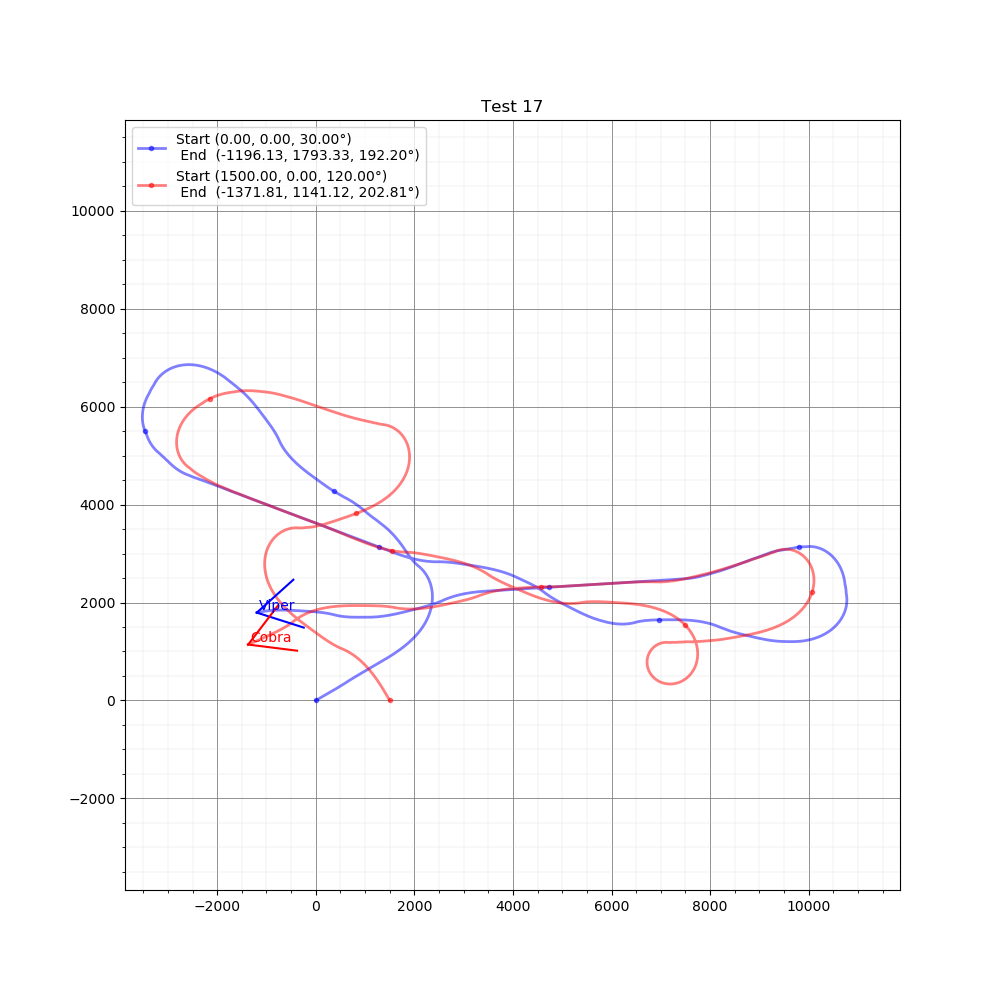 Test 17
Start (0.00, 0.00, 30.00°)
End (-1196.13, 1793.33, 192.20°)
Start (1500.00, 0.00, 120.00°)
End (-1371.81, 1141.12, 202.81°)
10000
8000
6000
4000
2000
0
−2000
Viper
Cobra
−2000 0 2000 4000 6000 8000 10000